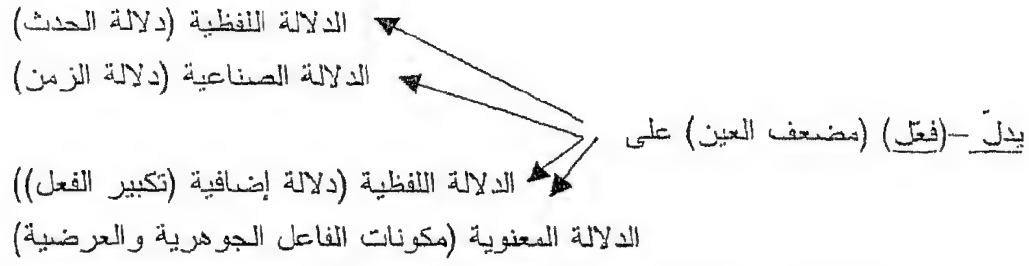 الدلالة اللفظية (دلالة الحدث)
الدلالة الصناعية (دلالة الزمن)
يدلّ –(فعّل) (مضعف العين) على
الدلالة اللفظية (دلالة إضافية (تكبير الفعل))
الدلالة المعنوية (مكونات الفاعل الجوهرية والعرضية)